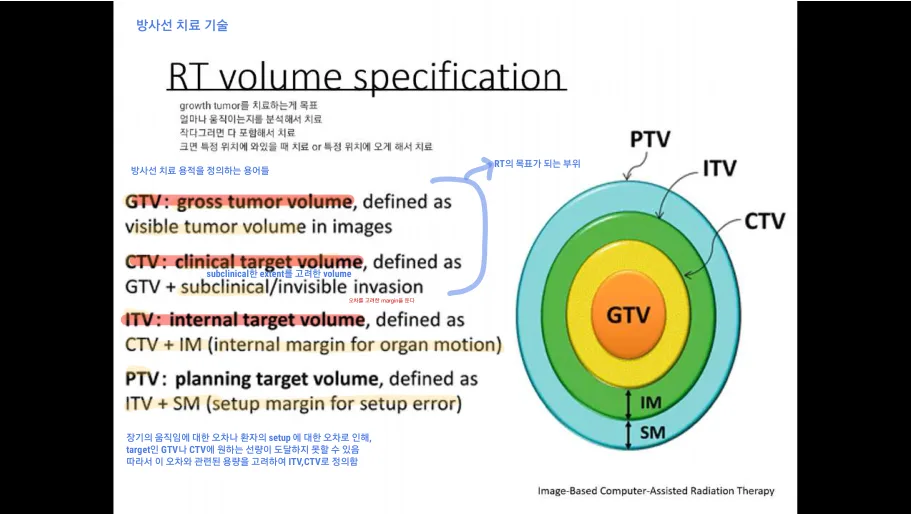 방사선 치료 기술
RT volume specification
growth tumor를 치료하는게 목표
얼마나 움직이는지를 분석해서 치료
작다그러면 다 포함해서 치료
크면 특정 위치에 와있을 때 치료 or 특정 위치에 오게 해서 치료
방사선 치료 용적을 정의하는 용어들
RT의 목표가 되는 부위
GTV: gross tumor volume, defined as
visible tumor volume in images
CTV: clinical target volume, defined as
subclinical한 extent를 고려한 volume
GTV + subclinical/invisible invasion
오차를 고려한 margin을 둔다
ITV: internal target volume, defined as
CTV + IM (internal margin for organ motion)
PTV: planning target volume, defined as
ITV + SM (setup margin for setup error)
장기의 움직임에 대한 오차나 환자의 setup 에 대한 오차로 인해,
target인 GTV나 CTV에 원하는 선량이 도달하지 못할 수 있음
따라서 이 오차와 관련된 용량을 고려하여 ITV,CTV로 정의함
PTV
ITV
CTV
GTV
IM
SM
Image-Based Computer-Assisted Radiation Therapy